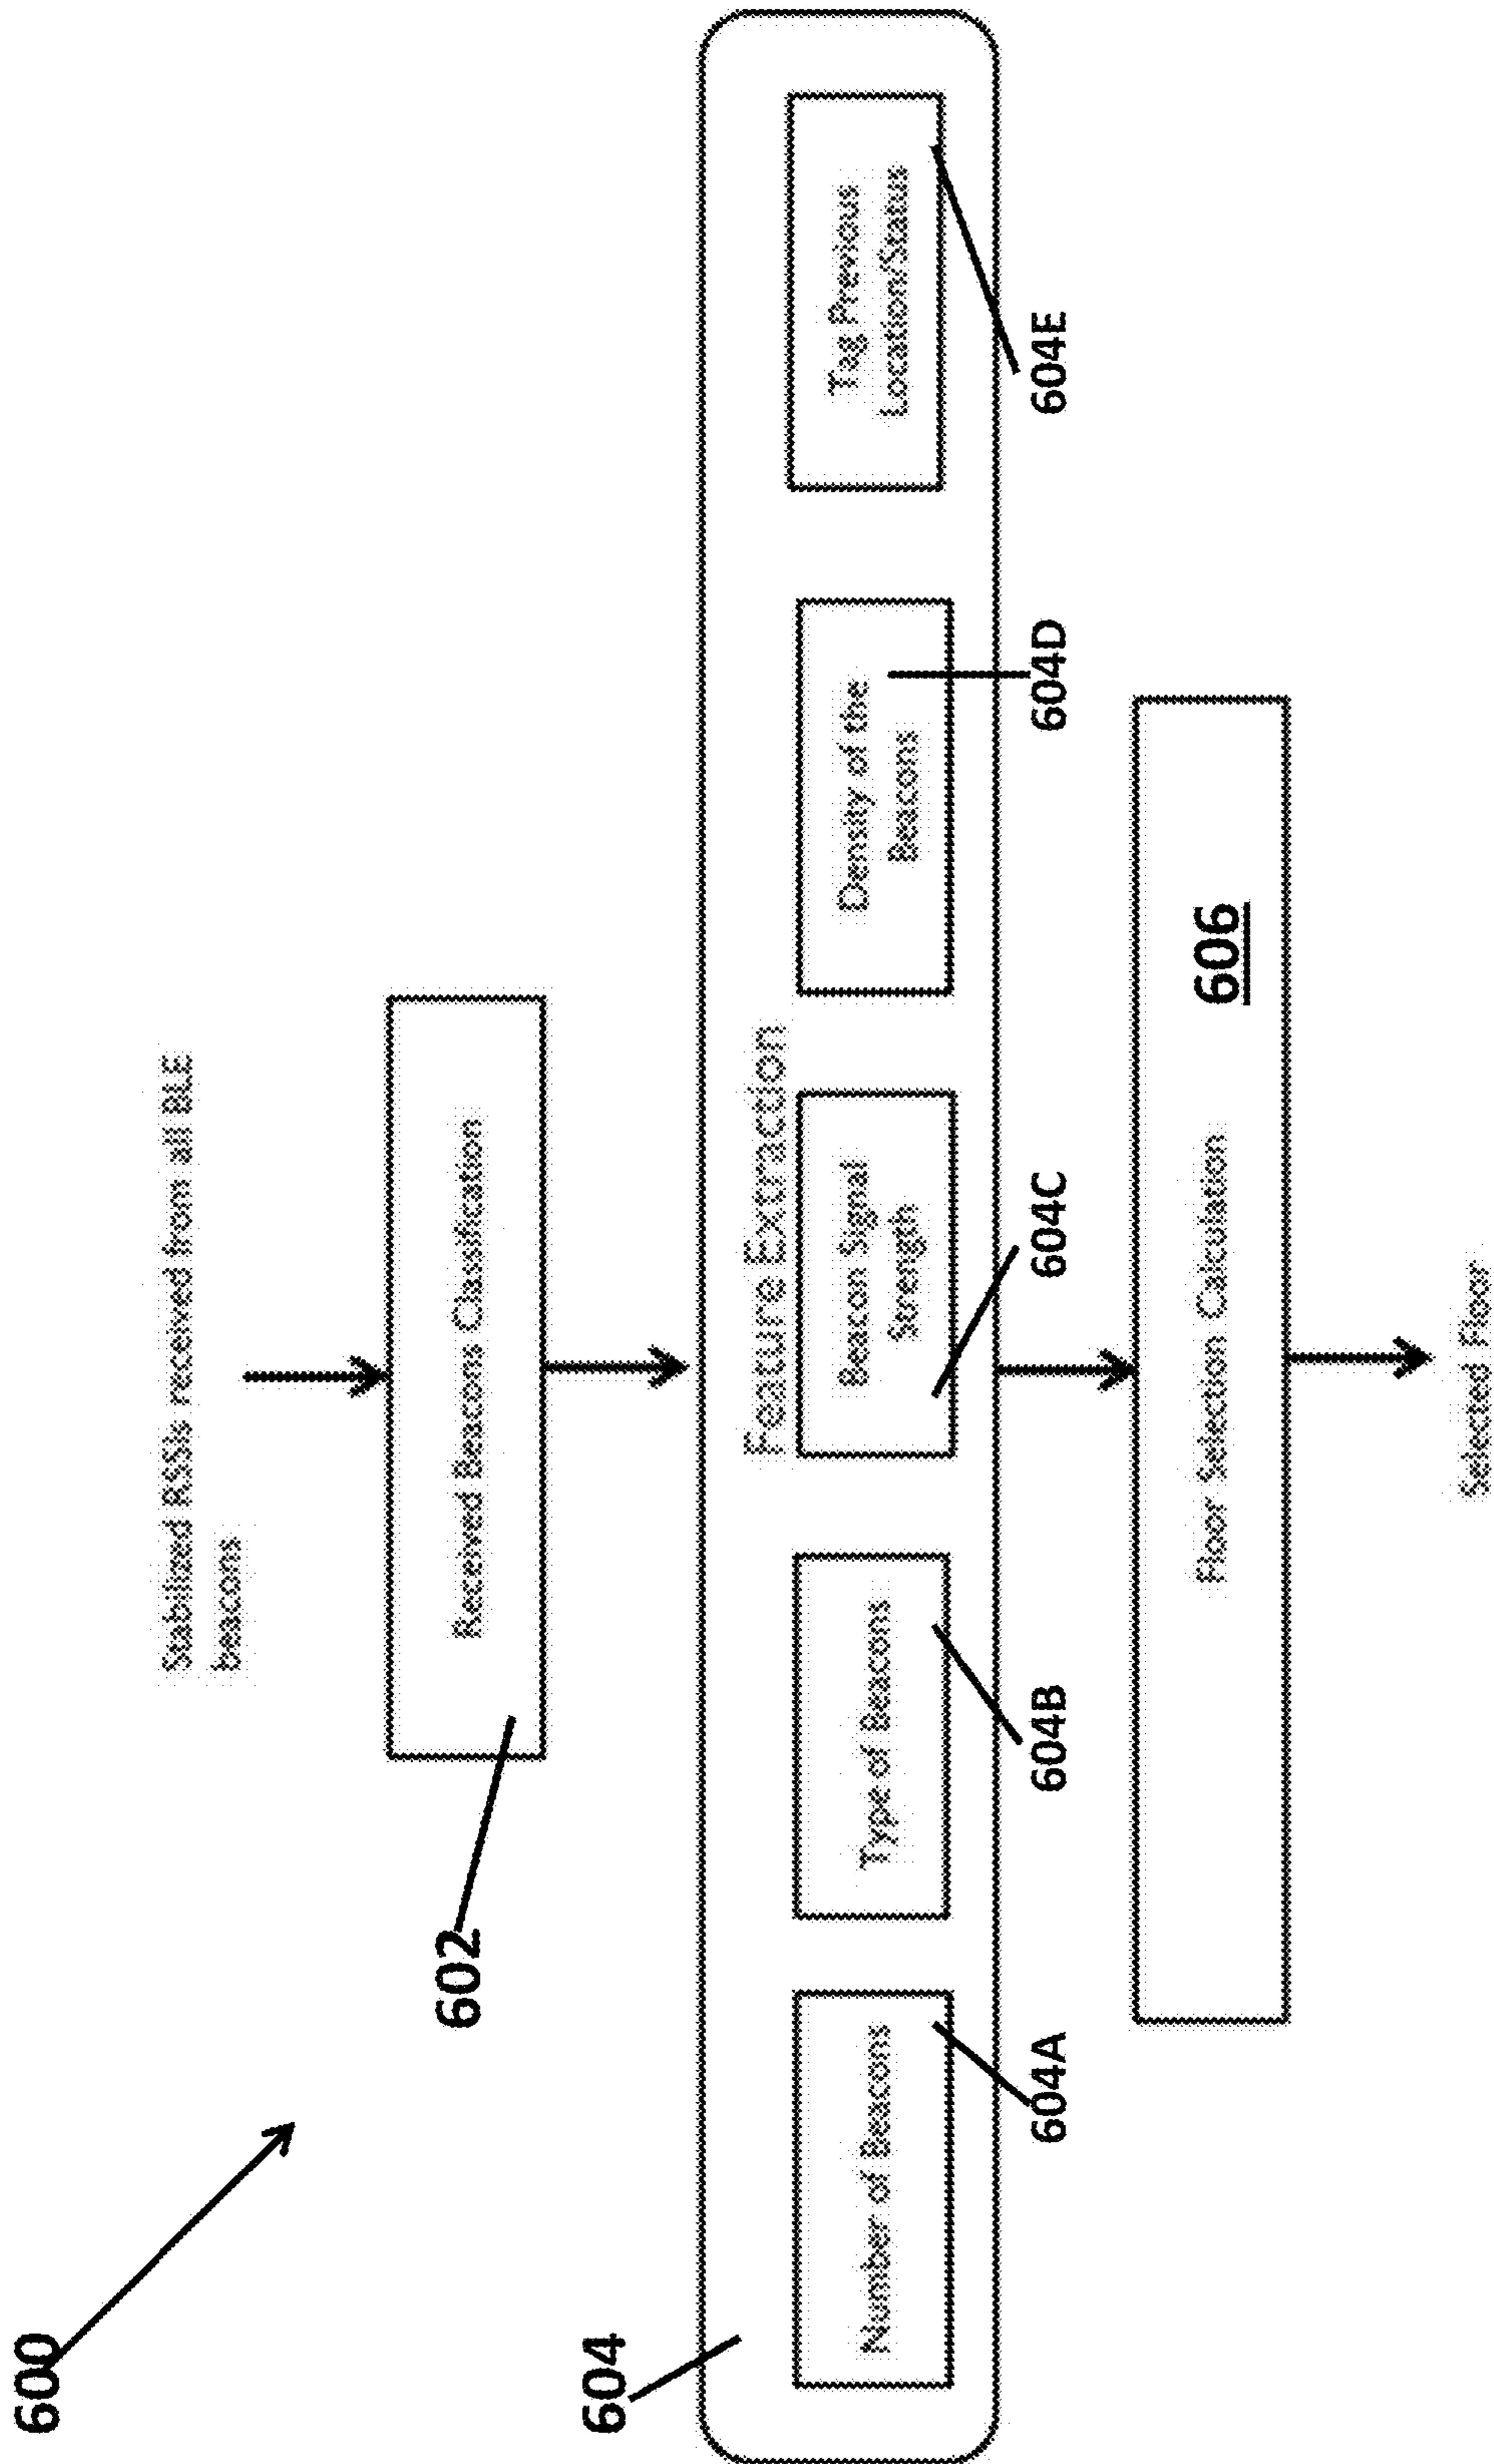 600
Stabilized RSSIs received from all BLE
beacons
602
Received Beacons Classification
604
Feature Extraction
Number of Beacons
Type of Beacons
Beacon Signal
Strength
Density of the
Beacons
Tag Previous
Location/Status
604A
604B
604C
604D
604E
Floor Selection Calculation
606
Selected Floor